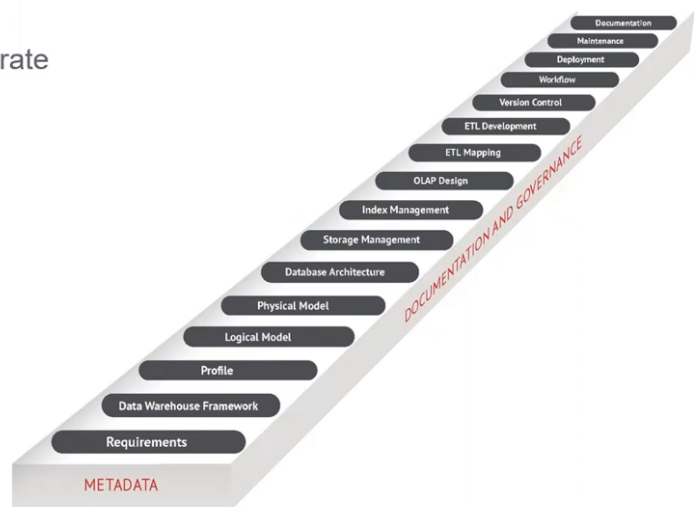 rate
Documentation
Maintenance
Deployment
Workflow
Version Control
ETL Development
ETL Mapping
OLAP Design
Index Management
Storage Management
Database Architecture
Physical Model
Logical Model
Profile
Data Warehouse Framework
Requirements
METADATA
DOCUMENTATION AND GOVERNANCE